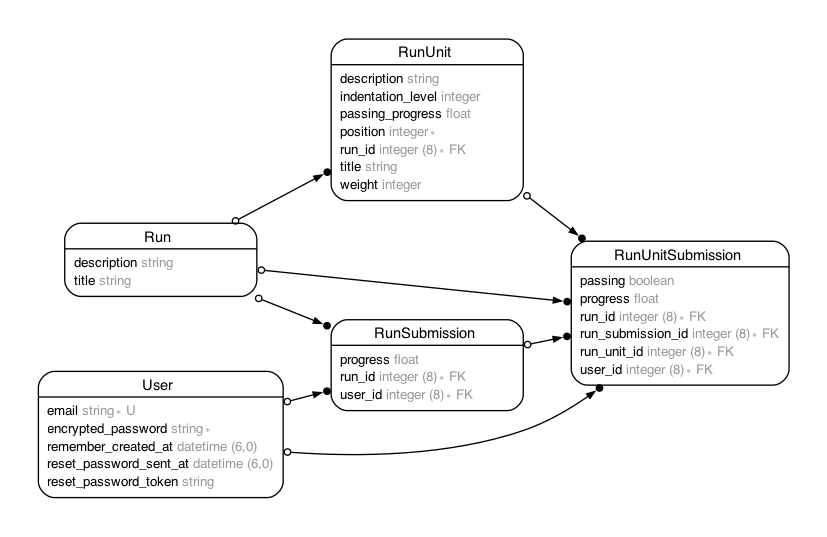 RunUnit
description string
indentation_level integer
passing_progress float
position integer ∗
run_id integer (8) ∗ FK
title string
weight integer
Run
description string
title string
RunUnitSubmission
passing boolean
progress float
run_id integer (8) ∗ FK
run_submission_id integer (8) ∗ FK
run_unit_id integer (8) ∗ FK
user_id integer (8) ∗ FK
RunSubmission
progress float
run_id integer (8) ∗ FK
user_id integer (8) ∗ FK
User
email string ∗ U
encrypted_password string ∗
remember_created_at datetime (6,0)
reset_password_sent_at datetime (6,0)
reset_password_token string